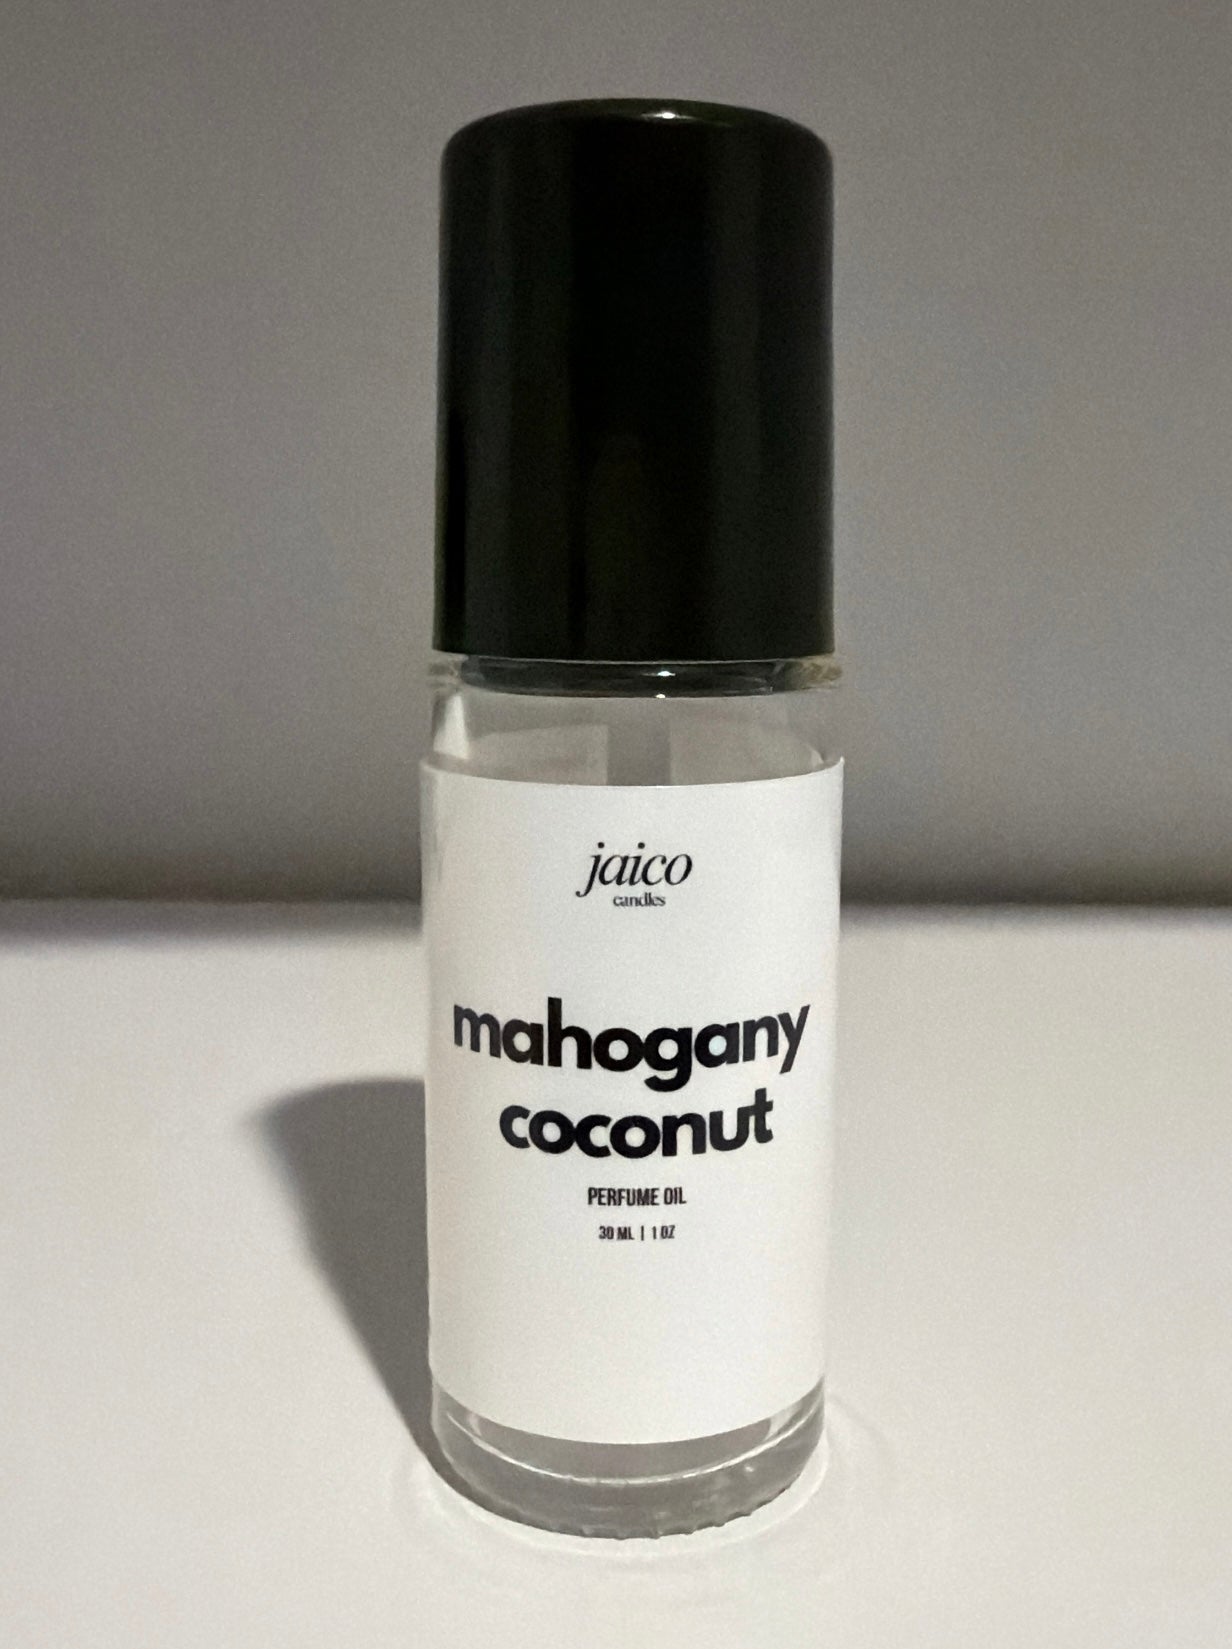 jaico
candles
mahogany
coconut
PERFUME OIL
30 ML | 1 OZ